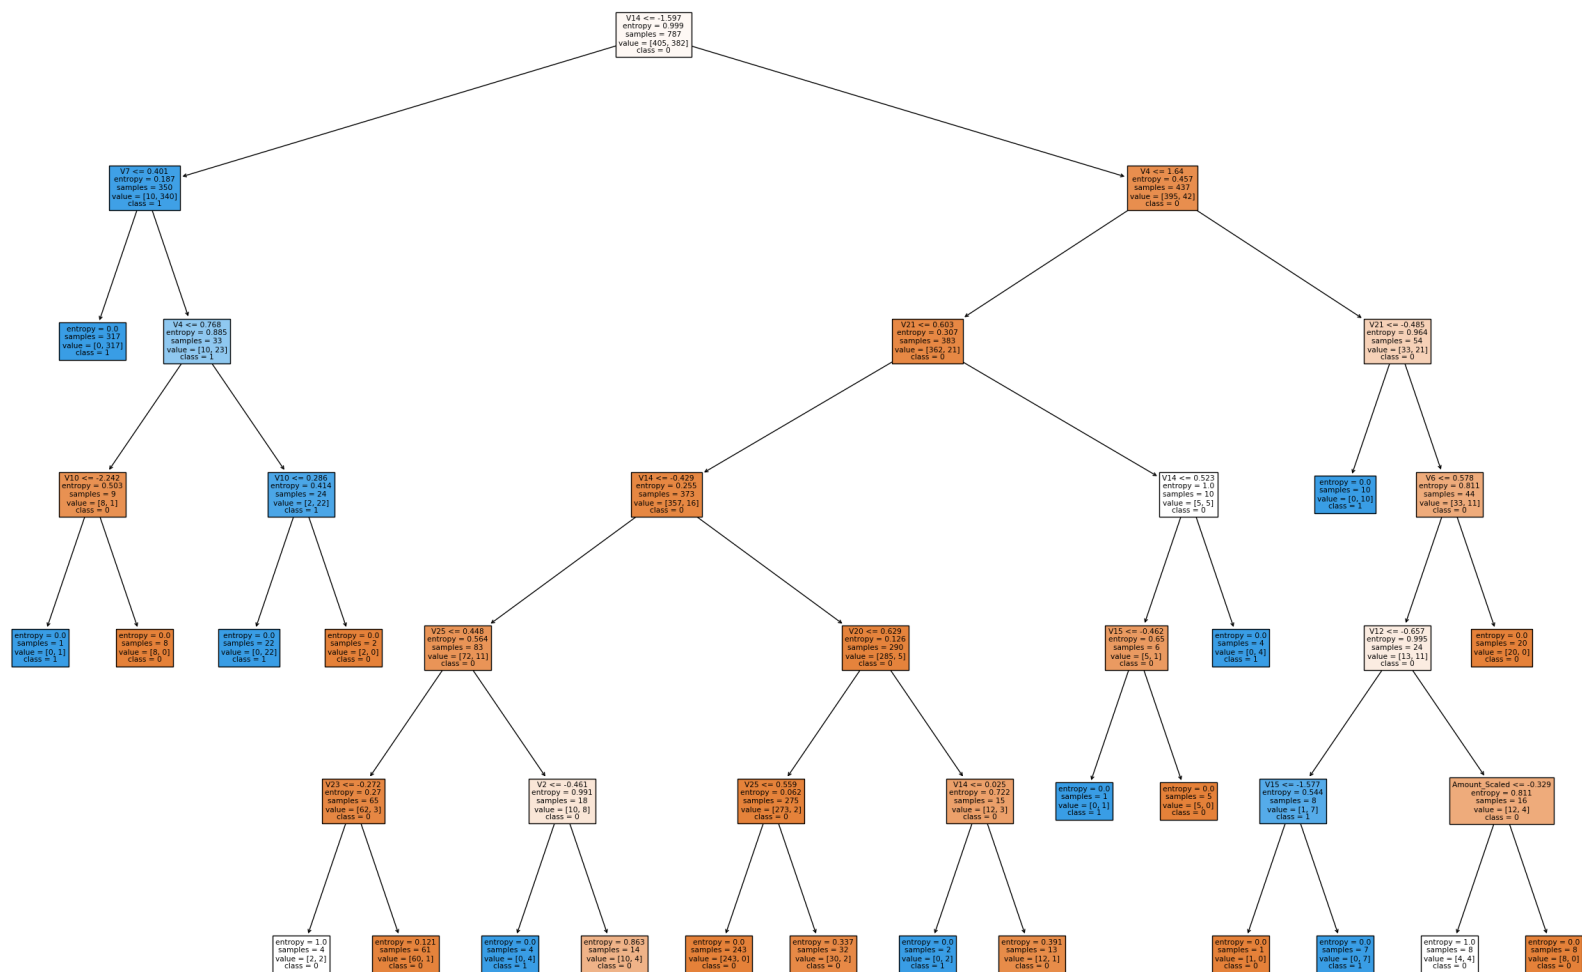 V14 <= -1.597
entropy = 0.999
samples = 787
value = [405, 382]
class = 0
V7 <= 0.401
entropy = 0.187
samples = 350
value = [10, 340]
class = 1
V4 <= 1.64
entropy = 0.457
samples = 437
value = [395, 42]
class = 0
entropy = 0.0
samples = 317
value = [0, 317]
class = 1
V4 <= 0.768
entropy = 0.885
samples = 33
value = [10, 23]
class = 1
V21 <= 0.603
entropy = 0.307
samples = 383
value = [362, 21]
class = 0
V21 <= -0.485
entropy = 0.964
samples = 54
value = [33, 21]
class = 0
V10 <= -2.242
entropy = 0.503
samples = 9
value = [8, 1]
class = 0
V10 <= 0.286
entropy = 0.414
samples = 24
value = [2, 22]
class = 1
V14 <= -0.429
entropy = 0.255
samples = 373
value = [357, 16]
class = 0
V14 <= 0.523
entropy = 1.0
samples = 10
value = [5, 5]
class = 0
entropy = 0.0
samples = 10
value = [0, 10]
class = 1
V6 <= 0.578
entropy = 0.811
samples = 44
value = [33, 11]
class = 0
entropy = 0.0
samples = 1
value = [0, 1]
class = 1
entropy = 0.0
samples = 8
value = [8, 0]
class = 0
entropy = 0.0
samples = 22
value = [0, 22]
class = 1
entropy = 0.0
samples = 2
value = [2, 0]
class = 0
V25 <= 0.448
entropy = 0.564
samples = 83
value = [72, 11]
class = 0
V20 <= 0.629
entropy = 0.126
samples = 290
value = [285, 5]
class = 0
V15 <= -0.462
entropy = 0.65
samples = 6
value = [5, 1]
class = 0
entropy = 0.0
samples = 4
value = [0, 4]
class = 1
V12 <= -0.657
entropy = 0.995
samples = 24
value = [13, 11]
class = 0
entropy = 0.0
samples = 20
value = [20, 0]
class = 0
V23 <= -0.272
entropy = 0.27
samples = 65
value = [62, 3]
class = 0
V2 <= -0.461
entropy = 0.991
samples = 18
value = [10, 8]
class = 0
V25 <= 0.559
entropy = 0.062
samples = 275
value = [273, 2]
class = 0
V14 <= 0.025
entropy = 0.722
samples = 15
value = [12, 3]
class = 0
entropy = 0.0
samples = 1
value = [0, 1]
class = 1
entropy = 0.0
samples = 5
value = [5, 0]
class = 0
V15 <= -1.577
entropy = 0.544
samples = 8
value = [1, 7]
class = 1
Amount_Scaled <= -0.329
entropy = 0.811
samples = 16
value = [12, 4]
class = 0
entropy = 1.0
samples = 4
value = [2, 2]
class = 0
entropy = 0.121
samples = 61
value = [60, 1]
class = 0
entropy = 0.0
samples = 4
value = [0, 4]
class = 1
entropy = 0.863
samples = 14
value = [10, 4]
class = 0
entropy = 0.0
samples = 243
value = [243, 0]
class = 0
entropy = 0.337
samples = 32
value = [30, 2]
class = 0
entropy = 0.0
samples = 2
value = [0, 2]
class = 1
entropy = 0.391
samples = 13
value = [12, 1]
class = 0
entropy = 0.0
samples = 1
value = [1, 0]
class = 0
entropy = 0.0
samples = 7
value = [0, 7]
class = 1
entropy = 1.0
samples = 8
value = [4, 4]
class = 0
entropy = 0.0
samples = 8
value = [8, 0]
class = 0